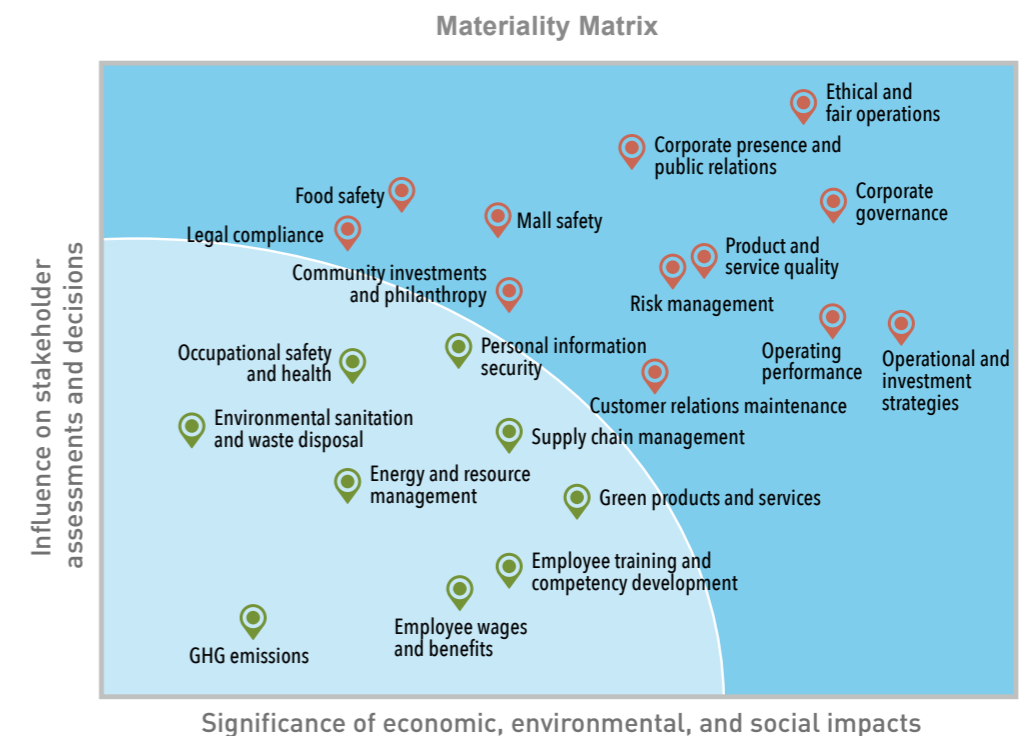 Materiality Matrix
Influence on stakeholder
assessments and decisions
Ethical and
fair operations
Corporate presence and
public relations
Food safety
Corporate
governance
Mall safety
Legal compliance
Product and
service quality
Community investments
and philanthropy
Risk management
Personal information
security
Occupational safety
and health
Operating
performance
Operational and
investment
strategies
Customer relations maintenance
Environmental sanitation
and waste disposal
Supply chain management
Energy and resource
management
Green products and services
Employee training and
competency development
Employee wages
and benefits
GHG emissions
Significance of economic, environmental, and social impacts